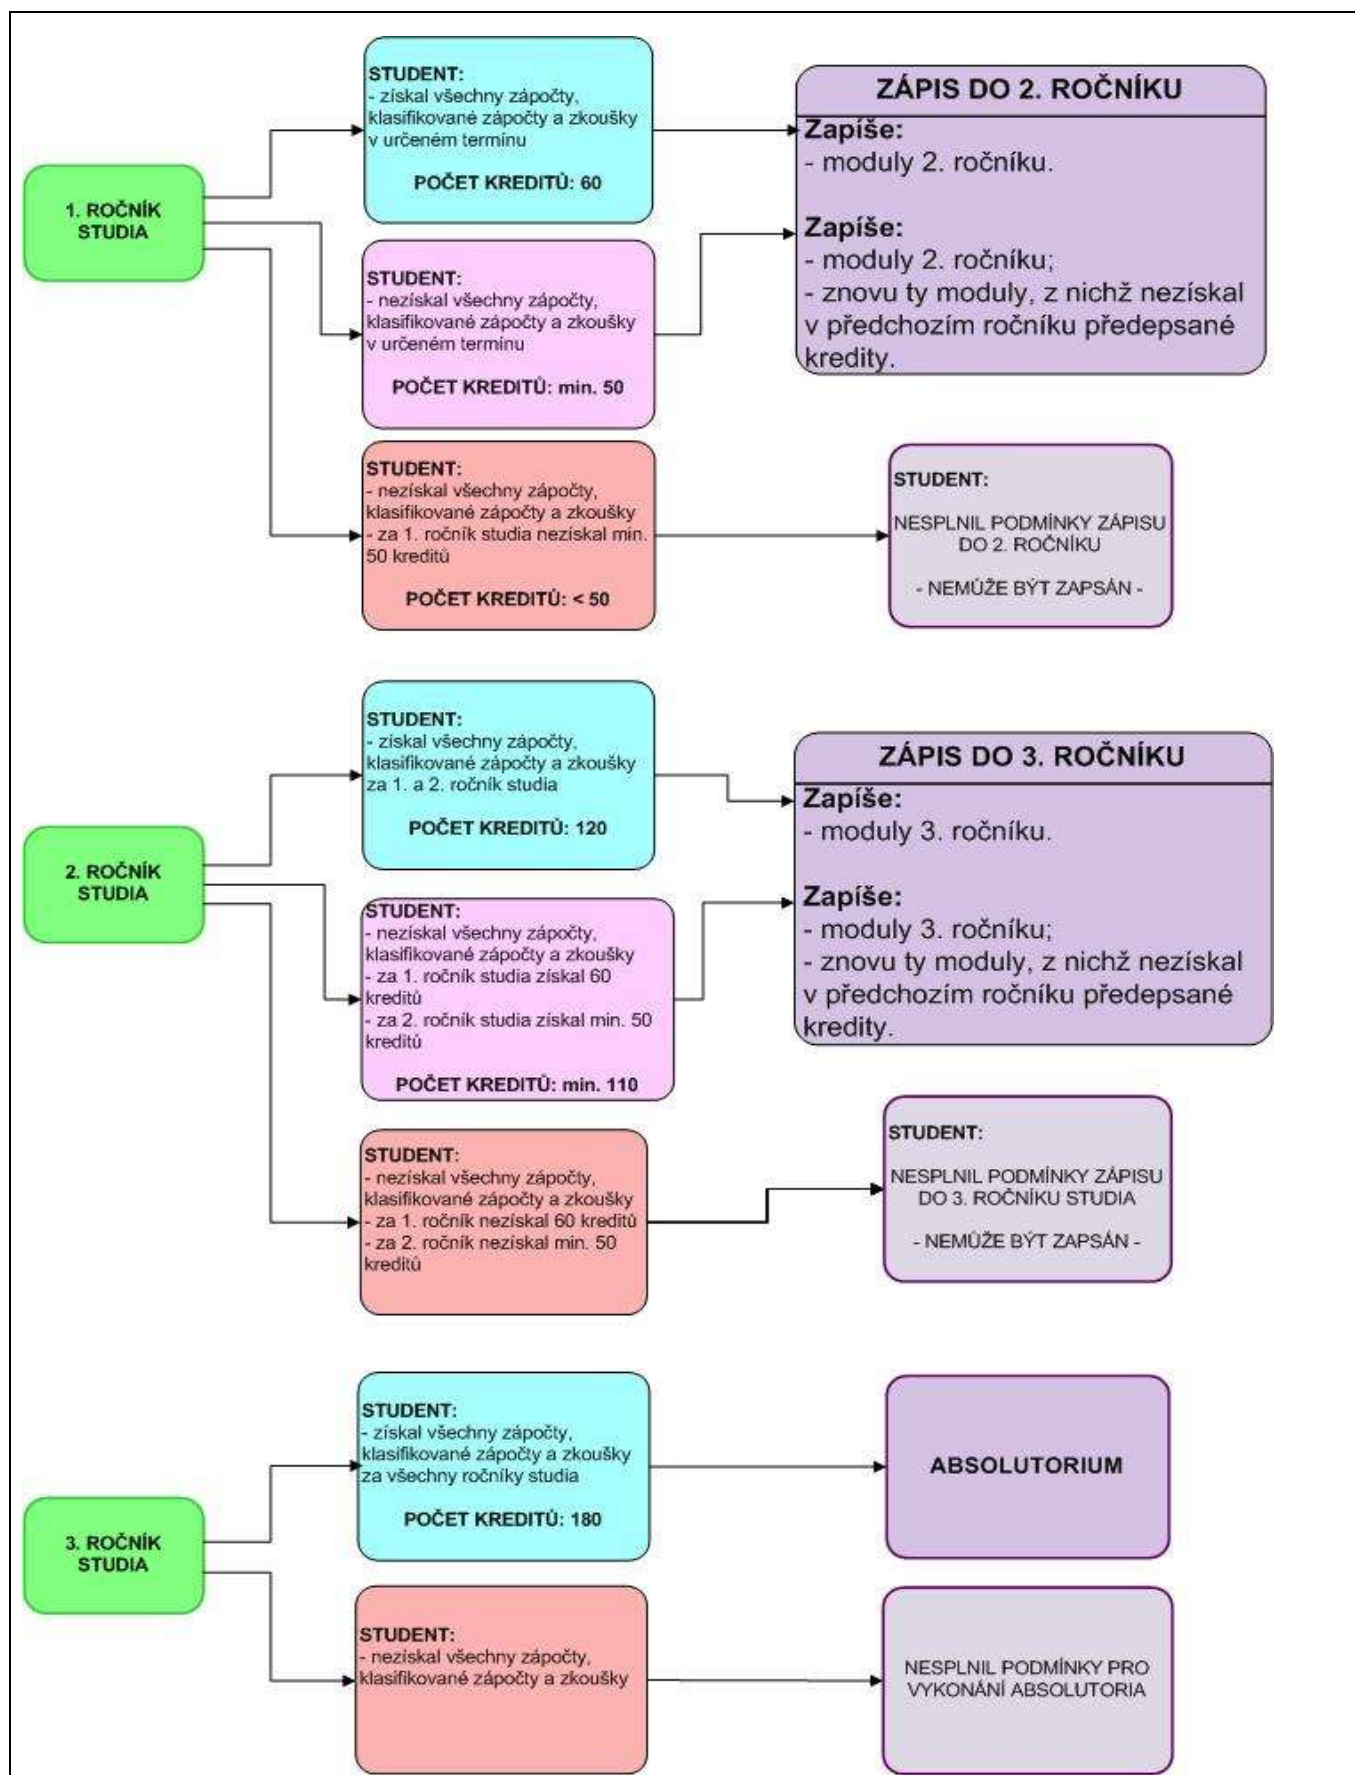 1. ROČNÍK
STUDIA
STUDENT:
- získal všechny zápočty,
klasifikované zápočty a zkoušky
v určeném termínu
POČET KREDITŮ: 60
STUDENT:
- nezískal všechny zápočty,
klasifikované zápočty a zkoušky
v určeném termínu
POČET KREDITŮ: min. 50
STUDENT:
- nezískal všechny zápočty,
klasifikované zápočty a zkoušky
- za 1. ročník studia nezískal min.
50 kreditů
POČET KREDITŮ: < 50
ZÁPIS DO 2. ROČNÍKU
Zapíše:
- moduly 2. ročníku.
Zapíše:
- moduly 2. ročníku;
- znovu ty moduly, z nichž nezískal
v předchozím ročníku předepsané
kredity.
STUDENT:
NESPLNIL PODMÍNKY ZÁPISU
DO 2. ROČNÍKU
- NEMŮŽE BÝT ZAPSÁN -
2. ROČNÍK
STUDIA
STUDENT:
- získal všechny zápočty,
klasifikované zápočty a zkoušky
za 1. a 2. ročník studia
POČET KREDITŮ: 120
STUDENT:
- nezískal všechny zápočty,
klasifikované zápočty a zkoušky
- za 1. ročník studia získal 60
kreditů
- za 2. ročník studia získal min. 50
kreditů
POČET KREDITŮ: min. 110
STUDENT:
- nezískal všechny zápočty,
klasifikované zápočty a zkoušky
- za 1. ročník nezískal 60 kreditů
- za 2. ročník nezískal min. 50
kreditů
ZÁPIS DO 3. ROČNÍKU
Zapíše:
- moduly 3. ročníku.
Zapíše:
- moduly 3. ročníku;
- znovu ty moduly, z nichž nezískal
v předchozím ročníku předepsané
kredity.
STUDENT:
NESPLNIL PODMÍNKY ZÁPISU
DO 3. ROČNÍKU STUDIA
- NEMŮŽE BÝT ZAPSÁN -
3. ROČNÍK
STUDIA
STUDENT:
- získal všechny zápočty,
klasifikované zápočty a zkoušky
za všechny ročníky studia
POČET KREDITŮ: 180
STUDENT:
- nezískal všechny zápočty,
klasifikované zápočty a zkoušky
ABSOLUTORIUM
NESPLNIL PODMÍNKY PRO
VYKONÁNÍ ABSOLUTORIA